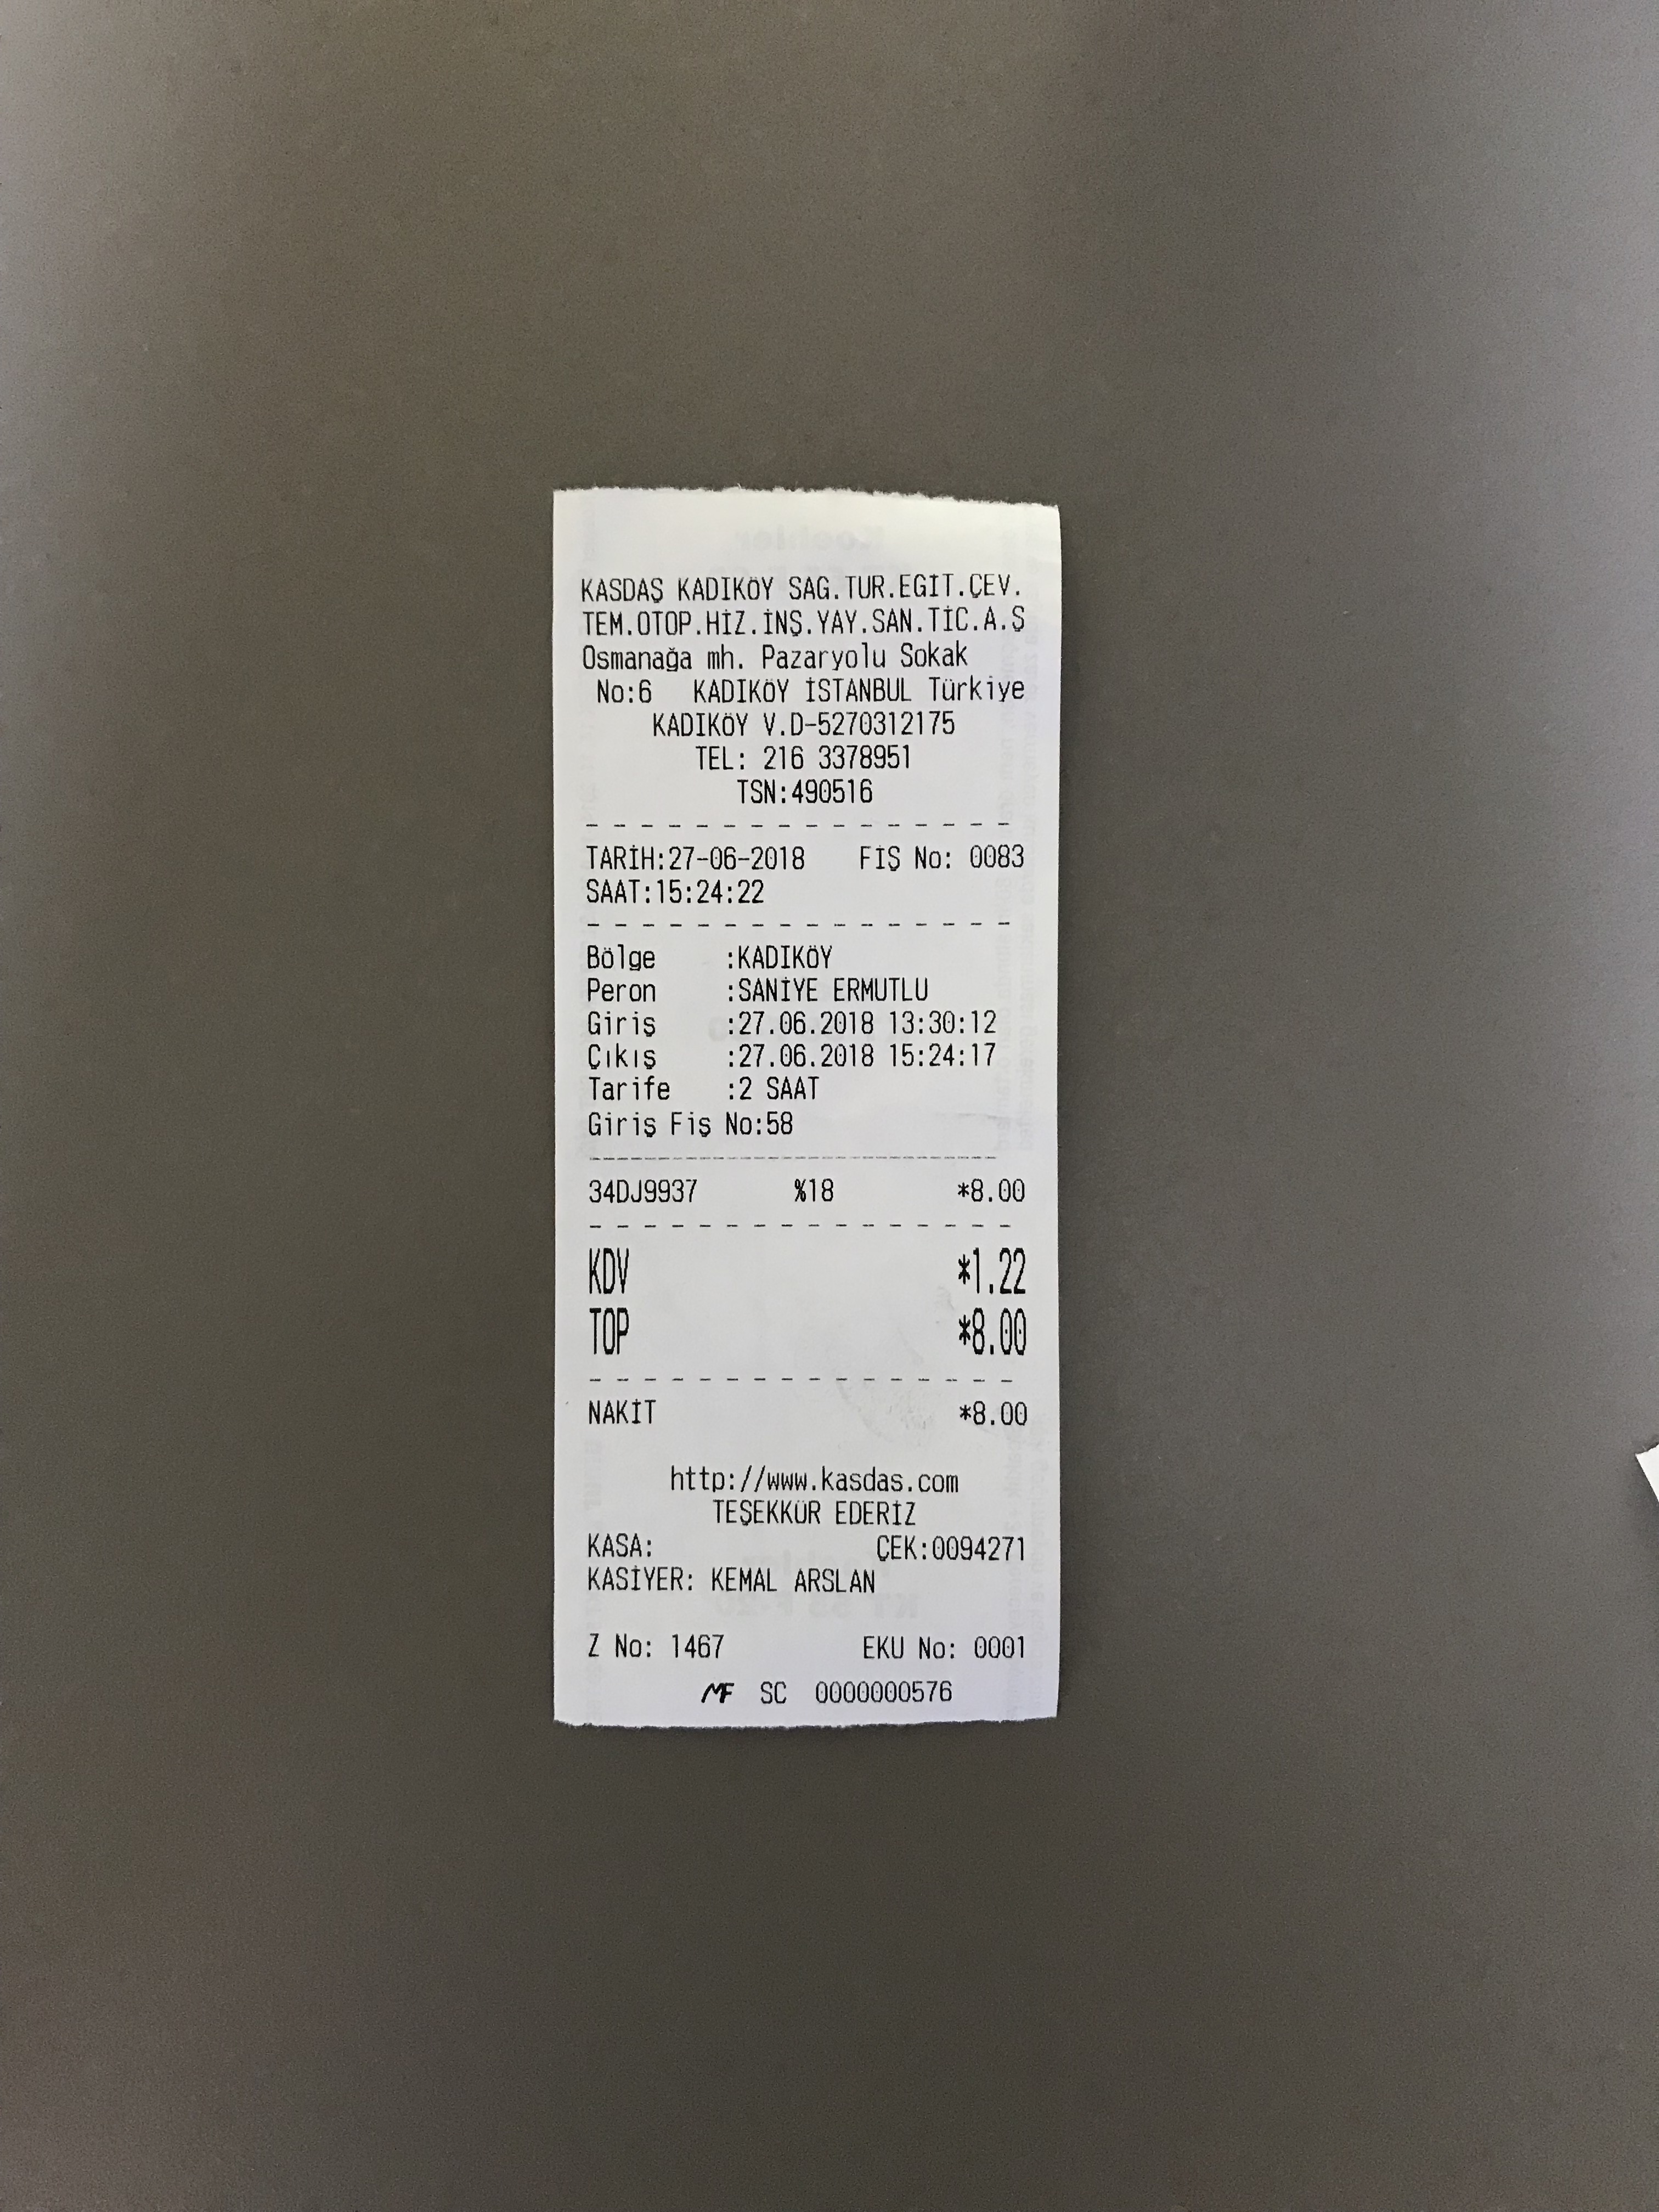 KASDAŞ KADIKÖY SAG.TUR.EGİT.ÇEV.
TEM.OTOP.HİZ.İNŞ.YAY.SAN.TİC.A.Ş
Osmanağa mh. Pazaryolu Sokak
No:6 KADIKÖY İSTANBUL Türkiye
KADIKÖY V.D-5270312175
TEL: 216 3378951
TSN:490516
TARİH:27-06-2018 FİŞ No: 0083
SAAT:15:24:22
Bölge :KADIKÖY
Peron :SANİYE ERMUTLU
Giriş :27.06.2018 13:30:12
Çıkış :27.06.2018 15:24:17
Tarife :2 SAAT
Giriş Fiş No:58
34DJ9937 %18 *8.00
KDV *1.22
TOP *8.00
NAKİT *8.00
http://www.kasdas.com
TEŞEKKÜR EDERİZ
KASA: ÇEK:0094271
KASİYER: KEMAL ARSLAN
Z No: 1467 EKU No: 0001
MF SC 0000000576